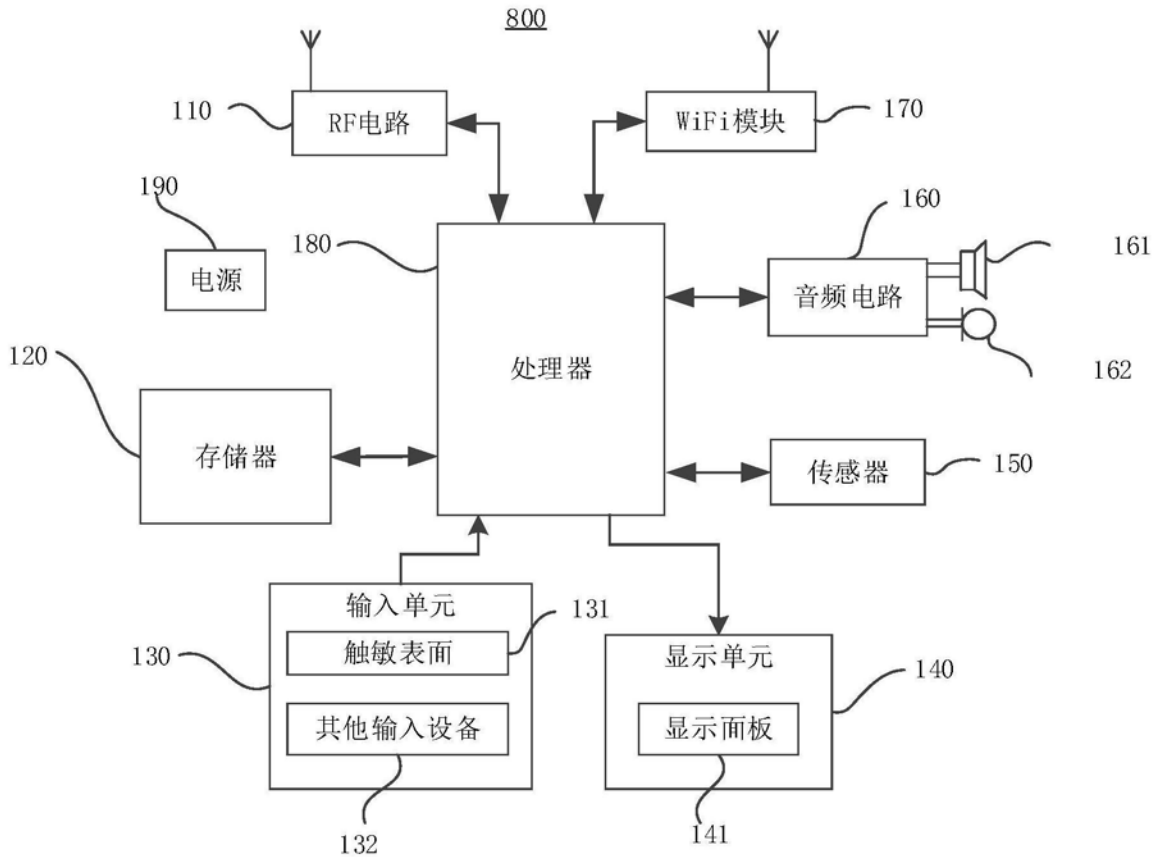 800
110
RF电路
WiFi模块
170
190
180
160
161
电源
音频电路
120
处理器
162
存储器
传感器
150
输入单元
131
触敏表面
130
显示单元
140
其他输入设备
显示面板
132
141